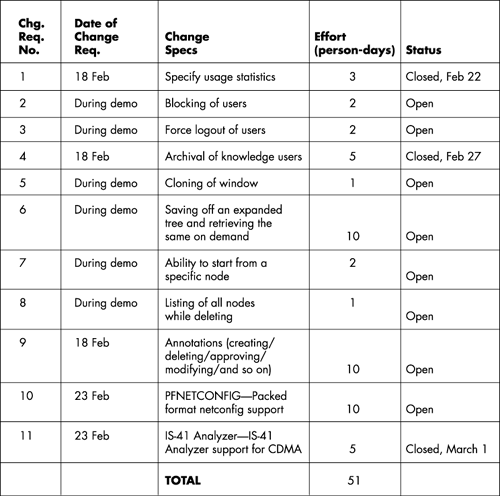 Chg. Req. No. Date of Change Req. Change Specs Effort (person-days) Status
1 18 Feb Specify usage statistics 3 Closed, Feb 22
2 During demo Blocking of users 2 Open
3 During demo Force logout of users 2 Open
4 18 Feb Archival of knowledge users 5 Closed, Feb 27
5 During demo Cloning of window 1 Open
6 During demo Saving off an expanded
tree and retrieving the
same on demand 10 Open
7 During demo Ability to start from a 2
specific node Open
8 During demo Listing of all nodes 1
while deleting Open
9 18 Feb Annotations (creating/
deleting/approving/
modifying/and so on) 10 Open
10 23 Feb PFNETCONFIG—Packed
format netconfig support 10 Open
11 23 Feb IS-41 Analyzer—IS-41
Analyzer support for CDMA 5 Closed, March 1
TOTAL 51